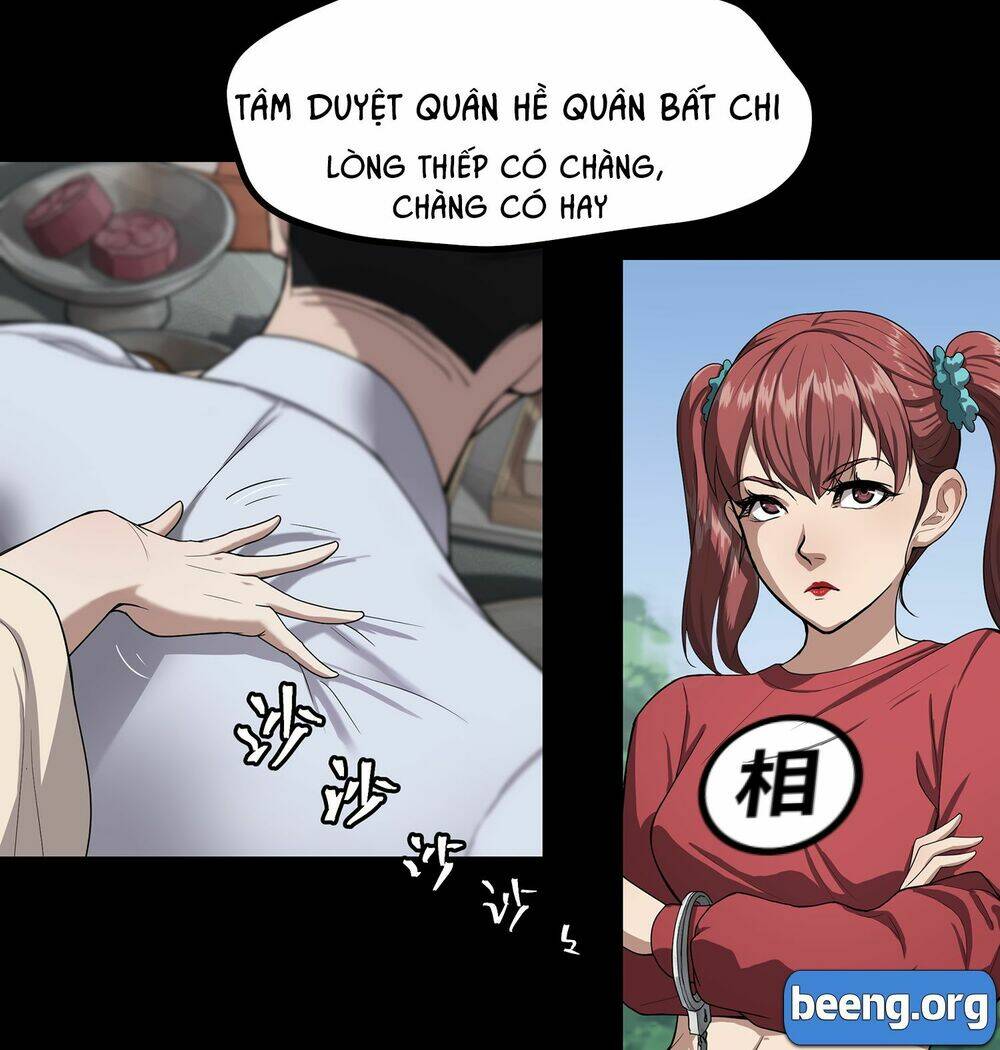 TÂM DUYỆT QUÂN HỀ QUÂN BẤT CHI
LÒNG THIẾP CÓ CHÀNG,
CHÀNG CÓ HAY
沙
沙
沙
沙
相
beeng.org